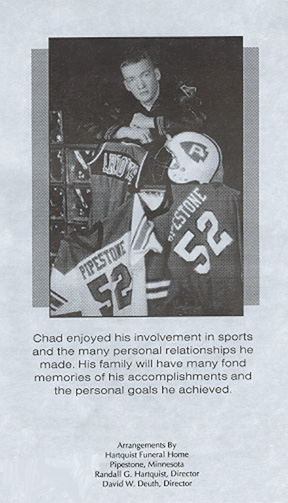 PIPESTONE
52
P
PIPESTONE
52
Chad enjoyed his involvement in sports
and the many personal relationships he
made. His family will have many fond
memories of his accomplishments and
the personal goals he achieved.
Arrangements By
Hartquist Funeral Home
Pipestone, Minnesota
Randall G. Hartquist, Director
David W. Deuth, Director